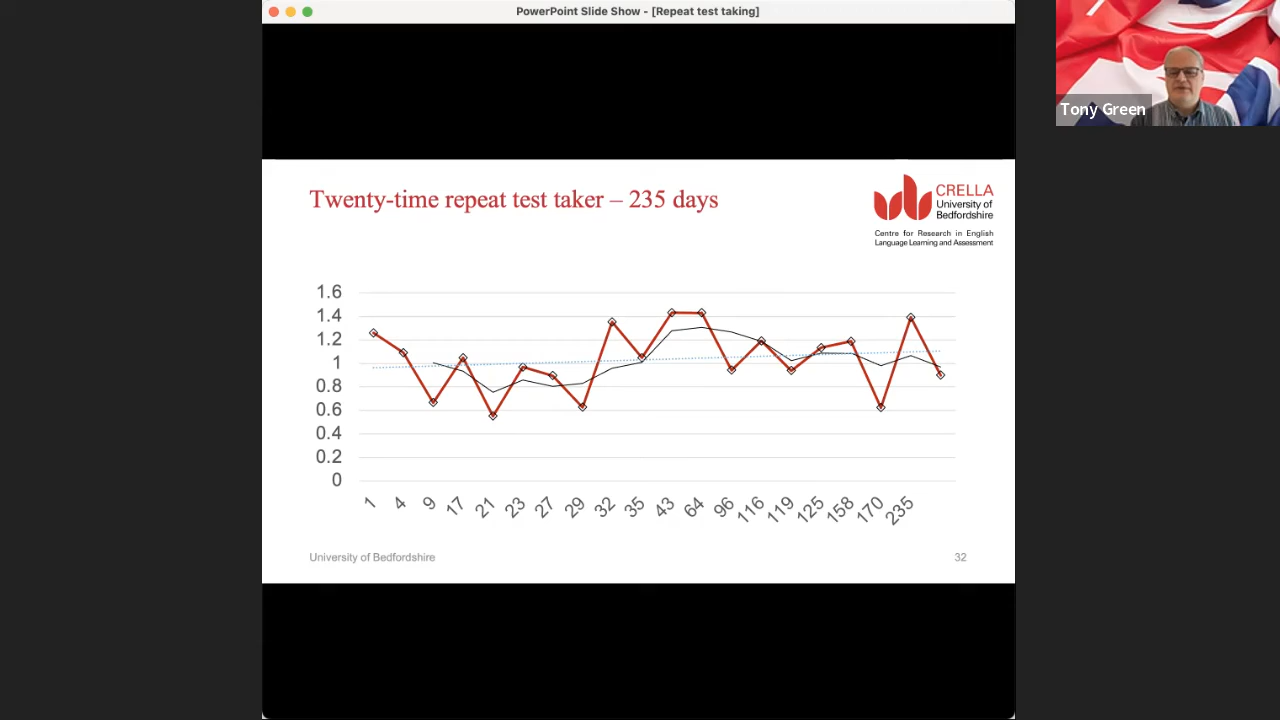 PowerPoint Slide Show - [Repeat test taking]
Tony Green
Twenty-time repeat test taker – 235 days
CRELLA
University of
Bedfordshire
Centre for Research in English
Language Learning and Assessment
1.6
1.4
1.2
1
0.8
0.6
0.4
0.2
0
1 4 9 17 21 23 27 29 32 35 43 64 96 116 119 125 158 170 235
University of Bedfordshire
32